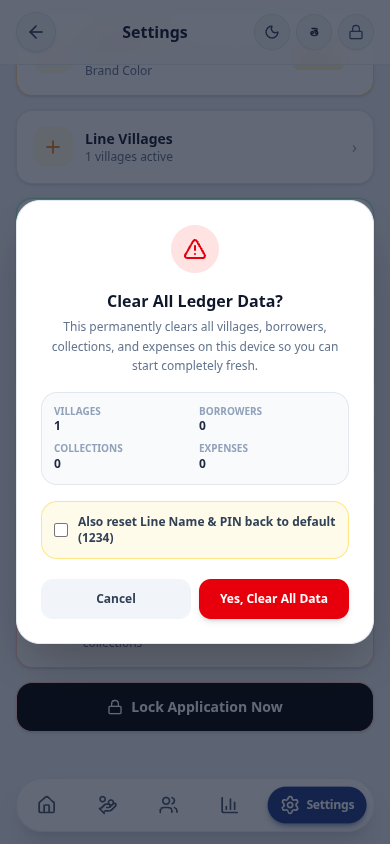 Settings
a
Brand Color
Line Villages
1 villages active
Clear All Ledger Data?
This permanently clears all villages, borrowers,
collections, and expenses on this device so you can
start completely fresh.
VILLAGES
BORROWERS
1
0
COLLECTIONS
EXPENSES
0
0
Also reset Line Name & PIN back to default
(1234)
Cancel
Yes, Clear All Data
collections
Lock Application Now
Settings